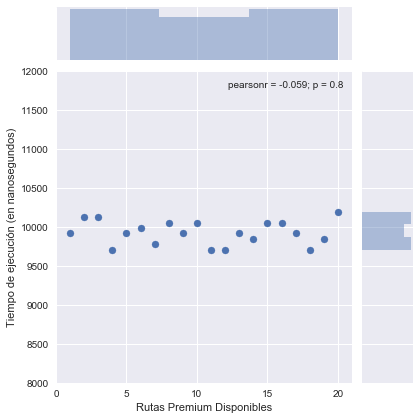 pearsonr = -0.059; p = 0.8
Tiempo de ejecución (en nanosegundos)
12000
11500
11000
10500
10000
9500
9000
8500
8000
0 5 10 15 20
Rutas Premium Disponibles